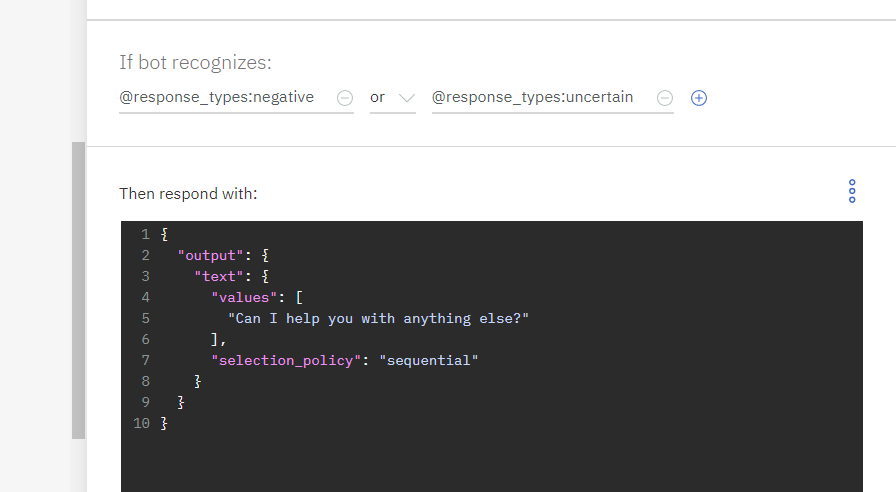 If bot recognizes:
@response_types:negative or @response_types:uncertain
Then respond with:
1 {
2 "output": {
3 "text": {
4 "values": [
5 "Can I help you with anything else?"
6 ],
7 "selection_policy": "sequential"
8 }
9 }
10 }